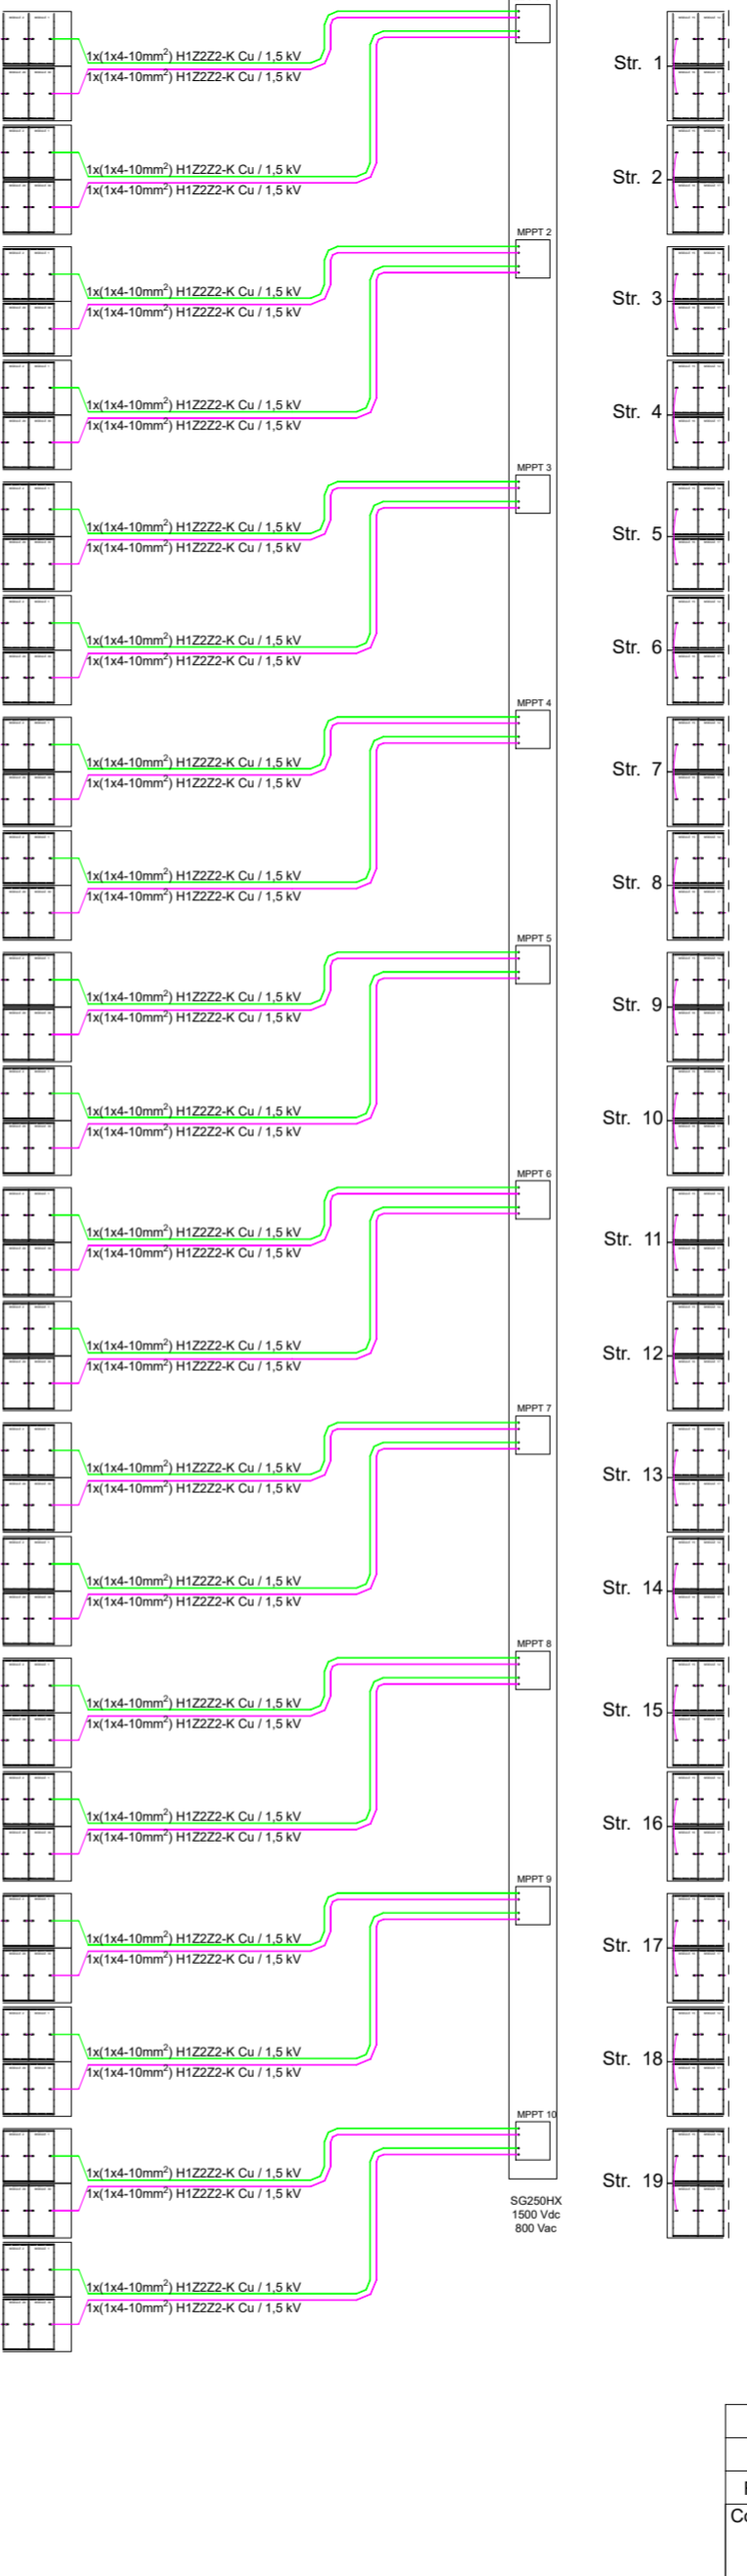 1x(1x4-10mm²) H1Z2Z2-K Cu / 1,5 kV
1x(1x4-10mm²) H1Z2Z2-K Cu / 1,5 kV
Str. 1
1x(1x4-10mm²) H1Z2Z2-K Cu / 1,5 kV
1x(1x4-10mm²) H1Z2Z2-K Cu / 1,5 kV
Str. 2
MPPT 2
1x(1x4-10mm²) H1Z2Z2-K Cu / 1,5 kV
1x(1x4-10mm²) H1Z2Z2-K Cu / 1,5 kV
Str. 3
1x(1x4-10mm²) H1Z2Z2-K Cu / 1,5 kV
1x(1x4-10mm²) H1Z2Z2-K Cu / 1,5 kV
Str. 4
MPPT 3
1x(1x4-10mm²) H1Z2Z2-K Cu / 1,5 kV
1x(1x4-10mm²) H1Z2Z2-K Cu / 1,5 kV
Str. 5
1x(1x4-10mm²) H1Z2Z2-K Cu / 1,5 kV
1x(1x4-10mm²) H1Z2Z2-K Cu / 1,5 kV
Str. 6
MPPT 4
1x(1x4-10mm²) H1Z2Z2-K Cu / 1,5 kV
1x(1x4-10mm²) H1Z2Z2-K Cu / 1,5 kV
Str. 7
1x(1x4-10mm²) H1Z2Z2-K Cu / 1,5 kV
1x(1x4-10mm²) H1Z2Z2-K Cu / 1,5 kV
Str. 8
MPPT 5
1x(1x4-10mm²) H1Z2Z2-K Cu / 1,5 kV
1x(1x4-10mm²) H1Z2Z2-K Cu / 1,5 kV
Str. 9
1x(1x4-10mm²) H1Z2Z2-K Cu / 1,5 kV
1x(1x4-10mm²) H1Z2Z2-K Cu / 1,5 kV
Str. 10
MPPT 6
1x(1x4-10mm²) H1Z2Z2-K Cu / 1,5 kV
1x(1x4-10mm²) H1Z2Z2-K Cu / 1,5 kV
Str. 11
1x(1x4-10mm²) H1Z2Z2-K Cu / 1,5 kV
1x(1x4-10mm²) H1Z2Z2-K Cu / 1,5 kV
Str. 12
MPPT 7
1x(1x4-10mm²) H1Z2Z2-K Cu / 1,5 kV
1x(1x4-10mm²) H1Z2Z2-K Cu / 1,5 kV
Str. 13
1x(1x4-10mm²) H1Z2Z2-K Cu / 1,5 kV
1x(1x4-10mm²) H1Z2Z2-K Cu / 1,5 kV
Str. 14
MPPT 8
1x(1x4-10mm²) H1Z2Z2-K Cu / 1,5 kV
1x(1x4-10mm²) H1Z2Z2-K Cu / 1,5 kV
Str. 15
1x(1x4-10mm²) H1Z2Z2-K Cu / 1,5 kV
1x(1x4-10mm²) H1Z2Z2-K Cu / 1,5 kV
Str. 16
MPPT 9
1x(1x4-10mm²) H1Z2Z2-K Cu / 1,5 kV
1x(1x4-10mm²) H1Z2Z2-K Cu / 1,5 kV
Str. 17
1x(1x4-10mm²) H1Z2Z2-K Cu / 1,5 kV
1x(1x4-10mm²) H1Z2Z2-K Cu / 1,5 kV
Str. 18
MPPT 10
1x(1x4-10mm²) H1Z2Z2-K Cu / 1,5 kV
1x(1x4-10mm²) H1Z2Z2-K Cu / 1,5 kV
Str. 19
SG250HX
1500 Vdc
800 Vac
1x(1x4-10mm²) H1Z2Z2-K Cu / 1,5 kV
1x(1x4-10mm²) H1Z2Z2-K Cu / 1,5 kV